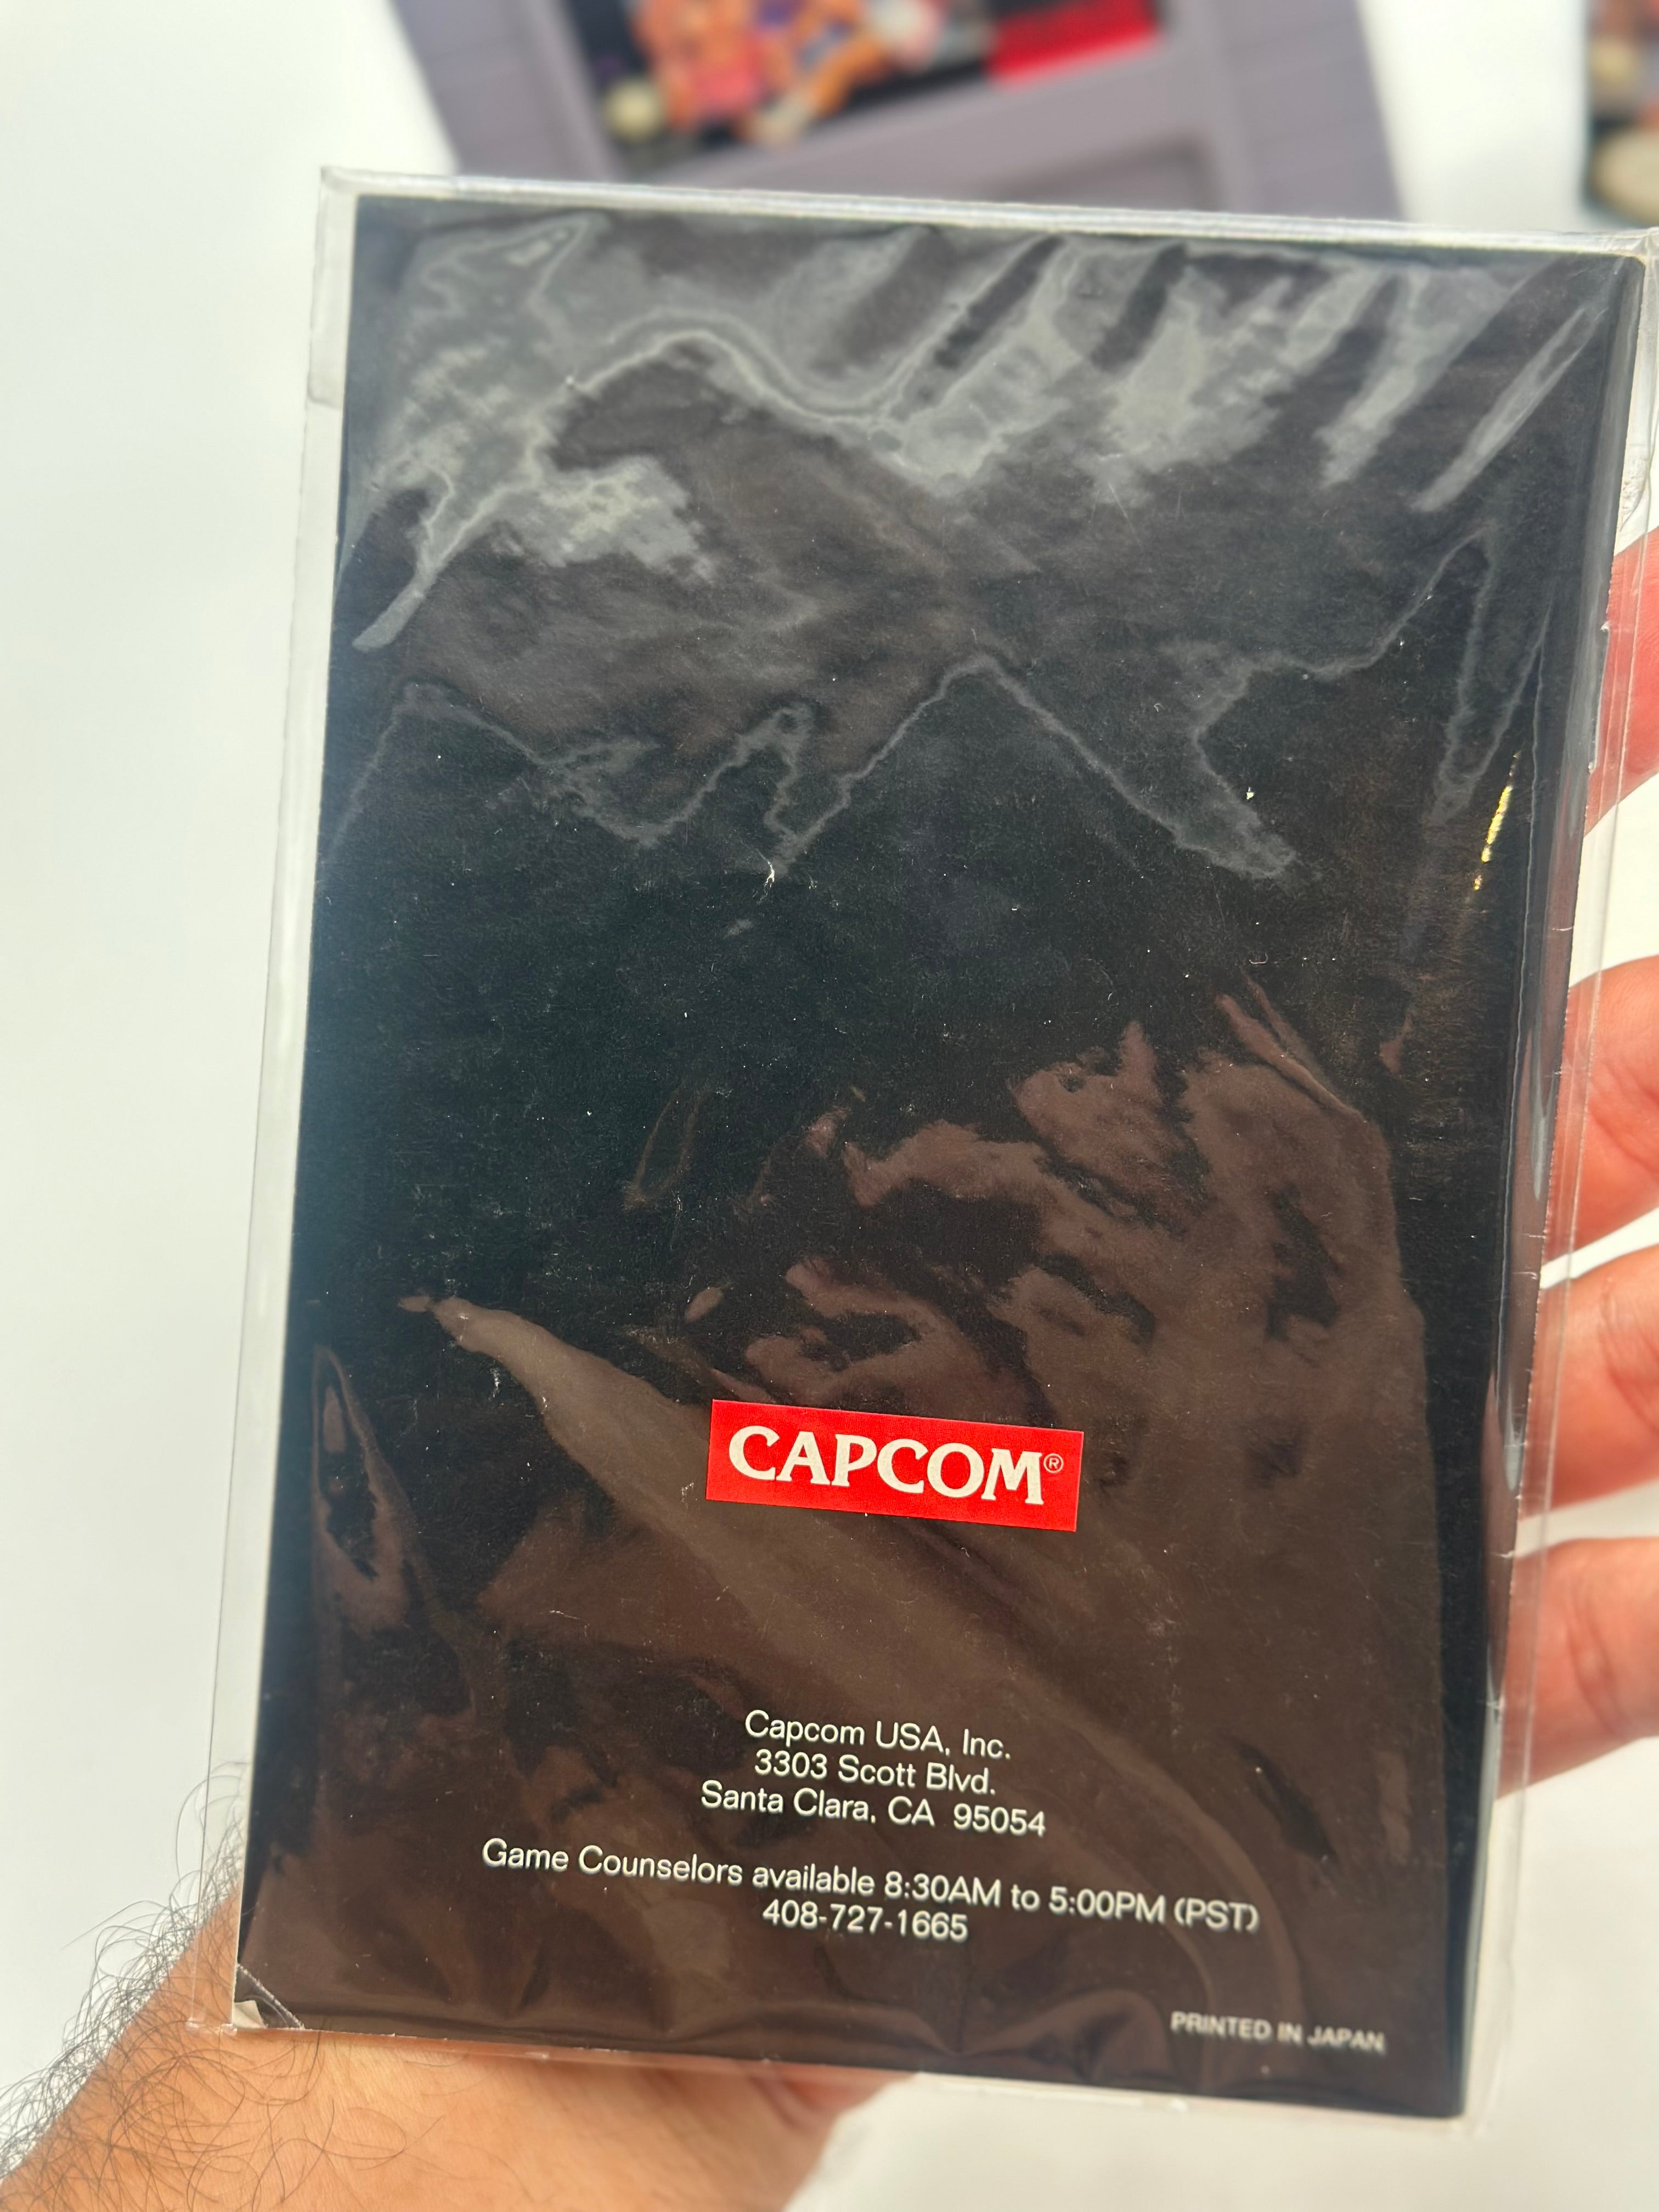 CAPCOM®
Capcom USA, Inc.
3303 Scott Blvd.
Santa Clara, CA 95054
Game Counselors available 8:30AM to 5:00PM (PST)
408-727-1665
PRINTED IN JAPAN